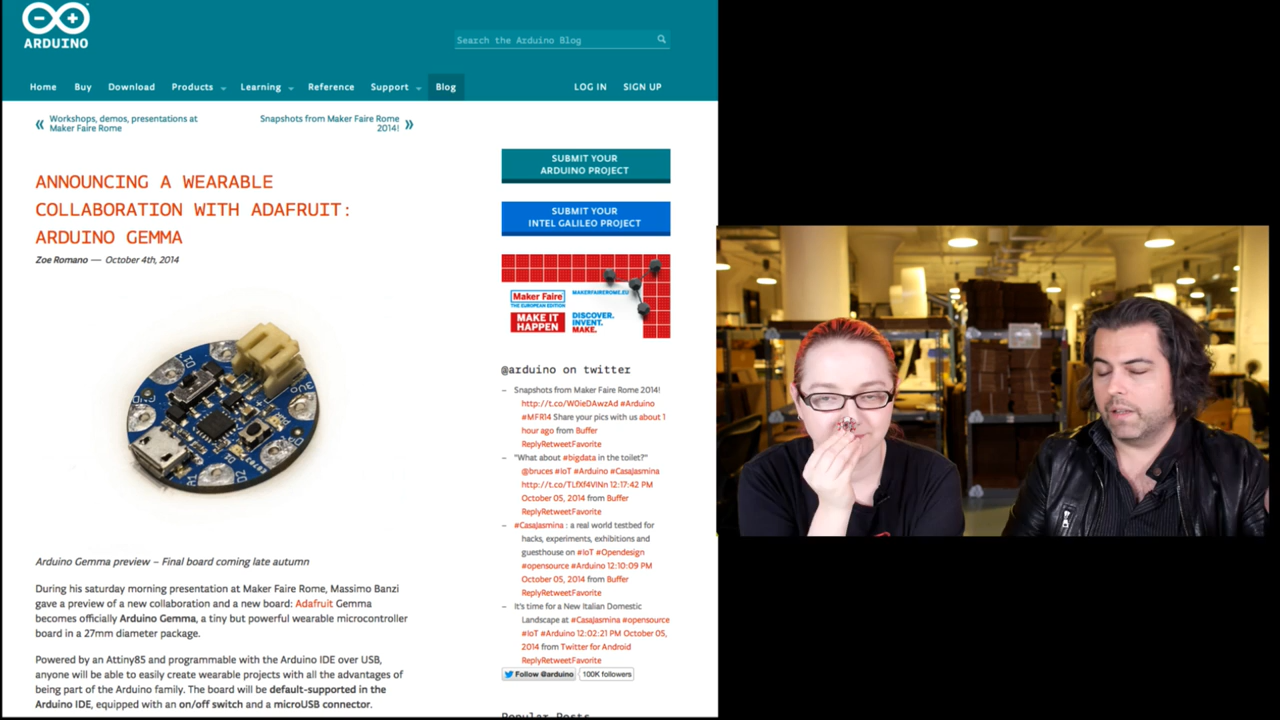 ARDUINO
Search the Arduino Blog
Home Buy Download Products Learning Reference Support Blog LOG IN SIGN UP
« Workshops, demos, presentations at
Maker Faire Rome
Snapshots from Maker Faire Rome »
2014!
ANNOUNCING A WEARABLE
COLLABORATION WITH ADAFRUIT:
ARDUINO GEMMA
Zoe Romano — October 4th, 2014
D1
D2
Arduino Gemma preview – Final board coming late autumn
During his saturday morning presentation at Maker Faire Rome, Massimo Banzi
gave a preview of a new collaboration and a new board: Adafruit Gemma
becomes officially Arduino Gemma, a tiny but powerful wearable microcontroller
board in a 27mm diameter package.
Powered by an Attiny85 and programmable with the Arduino IDE over USB,
anyone will be able to easily create wearable projects with all the advantages of
being part of the Arduino family. The board will be default-supported in the
Arduino IDE, equipped with an on/off switch and a microUSB connector.
SUBMIT YOUR
ARDUINO PROJECT
SUBMIT YOUR
INTEL GALILEO PROJECT
Maker Faire
THE EUROPEAN EDITION
MAKE IT
HAPPEN
MAKERFAIREROME.EU
DISCOVER.
INVENT.
MAKE.
@arduino on twitter
– Snapshots from Maker Faire Rome 2014!
http://t.co/W0ieDAwzAd #Arduino
#MFR14 Share your pics with us about 1
hour ago from Buffer
ReplyRetweetFavorite
– "What about #bigdata in the toilet?"
@bruces #IoT #Arduino #CasaJasmina
http://t.co/TLfXf4VINn 12:17:42 PM
October 05, 2014 from Buffer
ReplyRetweetFavorite
– #CasaJasmina : a real world testbed for
hacks, experiments, exhibitions and
guesthouse on #IoT #Opendesign
#opensource #Arduino 12:10:09 PM
October 05, 2014 from Buffer
ReplyRetweetFavorite
– It's time for a New Italian Domestic
Landscape at #CasaJasmina #opensource
#IoT #Arduino 12:02:21 PM October 05,
2014 from Twitter for Android
ReplyRetweetFavorite
Follow @arduino 100K followers
Popular Posts